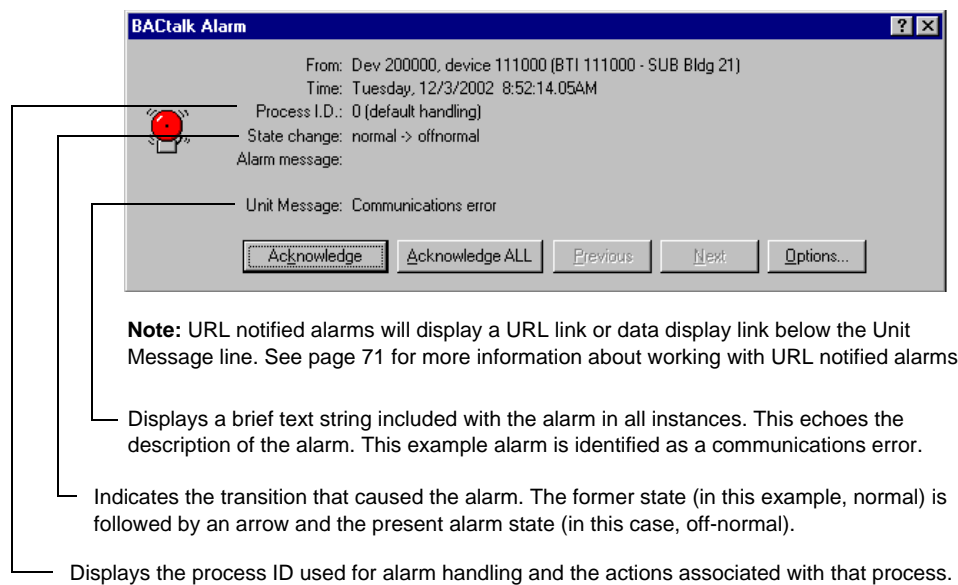 BACtalk Alarm
From: Dev 200000, device 111000 (BTI 111000 - SUB Bldg 21)
Time: Tuesday, 12/3/2002 8:52:14.05AM
Process I.D.: 0 (default handling)
State change: normal -> offnormal
Alarm message:
Unit Message: Communications error
Acknowledge Acknowledge ALL Previous Next Options...
Note: URL notified alarms will display a URL link or data display link below the Unit
Message line. See page 71 for more information about working with URL notified alarms
Displays a brief text string included with the alarm in all instances. This echoes the
description of the alarm. This example alarm is identified as a communications error.
Indicates the transition that caused the alarm. The former state (in this example, normal) is
followed by an arrow and the present alarm state (in this case, off-normal).
Displays the process ID used for alarm handling and the actions associated with that process.